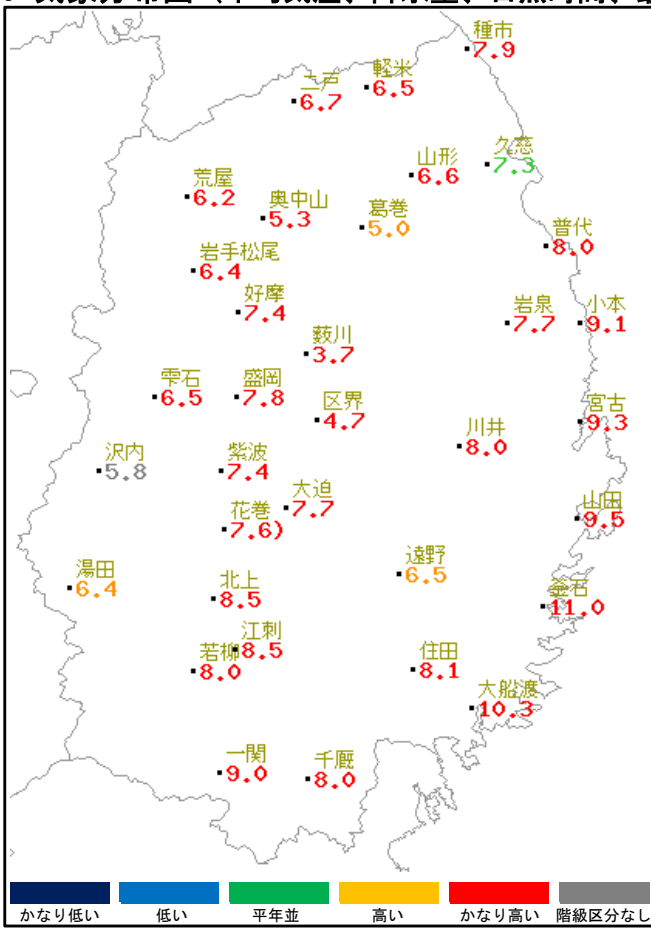 種市
7.9
軽米
6.5
二戸
6.7
久慈
7.3
山形
6.6
荒屋
6.2
奥中山
5.3
葛巻
5.0
普代
8.0
岩手松尾
6.4
好摩
7.4
岩泉
7.7
小本
9.1
薮川
3.7
雫石
6.5
盛岡
7.8
区界
4.7
宮古
9.3
川井
8.0
沢内
5.8
紫波
7.4
大迫
7.7
花巻
7.6)
山田
9.5
湯田
6.4
遠野
6.5
北上
8.5
釜石
11.0
江刺
8.5
若柳
8.0
住田
8.1
大船渡
10.3
一関
9.0
千厩
8.0
かなり低い 低い 平年並 高い かなり高い 階級区分なし